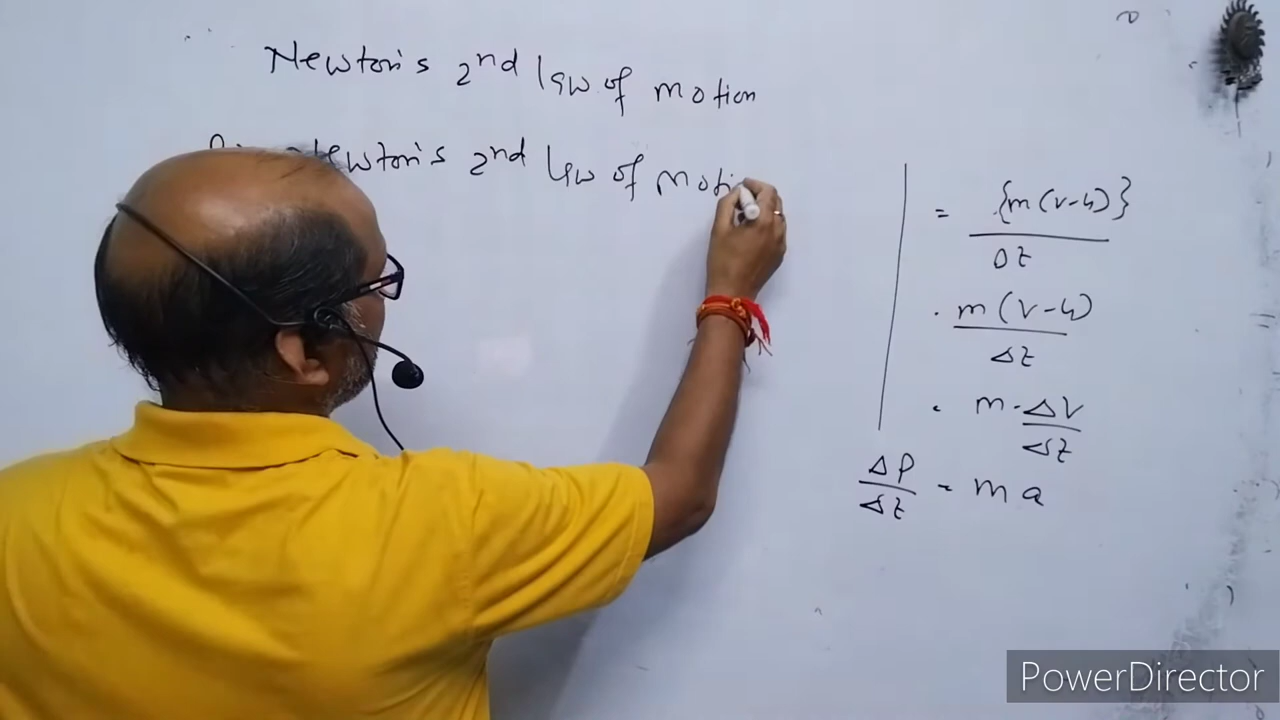 Newton's 2nd law of motion
Newton's 2nd law of motion
= {m(v-u)}
Δt
m(v-u)
Δt
m. ΔV
Δt
ΔP = ma
Δt
PowerDirector